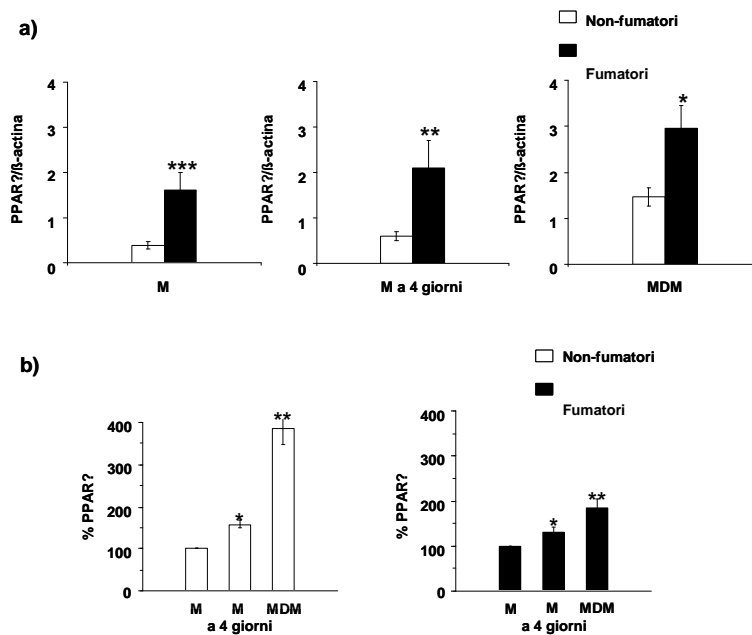 a)
Non-fumatori
Fumatori
PPAR?/ß-actina
4
3
2
1
0
***
M
PPAR?/ß-actina
4
3
2
1
0
**
M a 4 giorni
PPAR?/ß-actina
4
3
2
1
0
*
MDM
b)
Non-fumatori
Fumatori
% PPAR?
400
300
200
100
0
*
**
M M MDM
a 4 giorni
% PPAR?
400
300
200
100
0
*
**
M M MDM
a 4 giorni